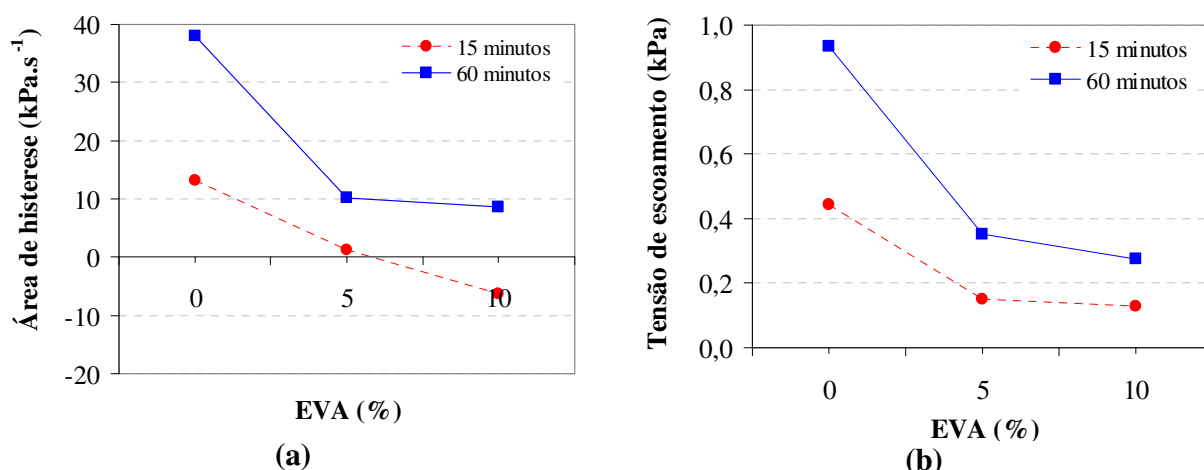 Área de histerese (kPa.s⁻¹)
40
30
20
10
0
-10
-20
15 minutos
60 minutos
0
5
10
EVA (%)
(a)
Tensão de escoamento (kPa)
1,0
0,8
0,6
0,4
0,2
0,0
15 minutos
60 minutos
0
5
10
EVA (%)
(b)